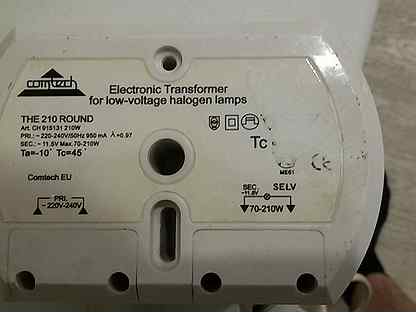 comtech
Electronic Transformer
for low-voltage halogen lamps
THE 210 ROUND
Art. CH 915131 210W
PRI.: ~ 220-240V/50Hz 950 mA λ=0.97
SEC.: ~ 11.5V Max.70-210W
Ta=-10° Tc=45°
Tc
ME61
CE
Comtech EU
PRI.
~ 220V-240V
SEC. SELV
~11.5V
70-210W